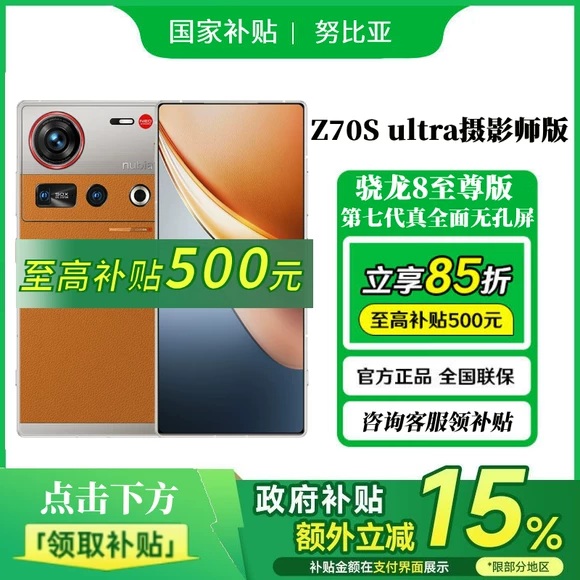 国家补贴 | 努比亚
Z70S ultra摄影师版
NEO
nubia
骁龙8至尊版
第七代真全面无孔屏
至高补贴500元
立享85折
至高补贴500元
官方正品 全国联保
咨询客服领补贴
点击下方
「领取补贴」
政府补贴
额外立减
15%
补贴金额在支付界面展示
*限部分地区